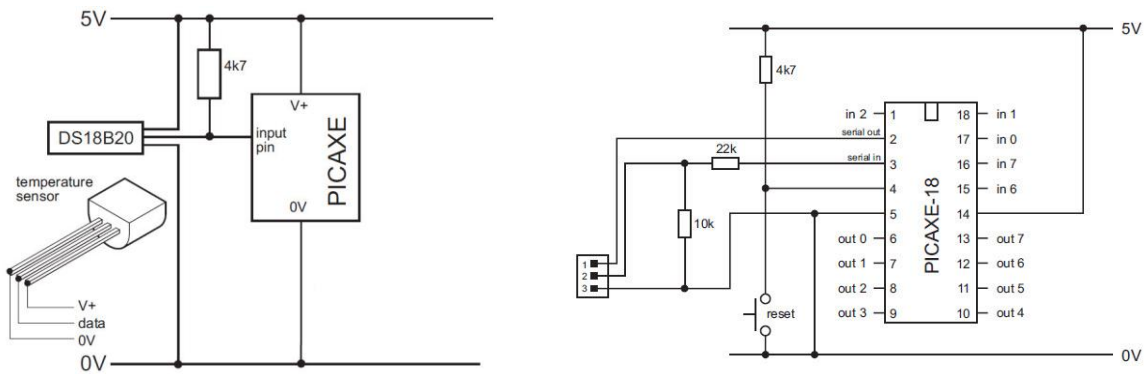 5V
4k7
DS18B20
V+
input
pin
PICAXE
0V
temperature
sensor
V+
data
0V
0V
5V
4k7
in 2 1 18 in 1
serial out 2 17 in 0
22k
serial in 3 16 in 7
4 15 in 6
5 14
10k
PICAXE-18
out 0 6 13 out 7
out 1 7 12 out 6
1
2
3
out 2 8 11 out 5
out 3 9 10 out 4
reset
0V